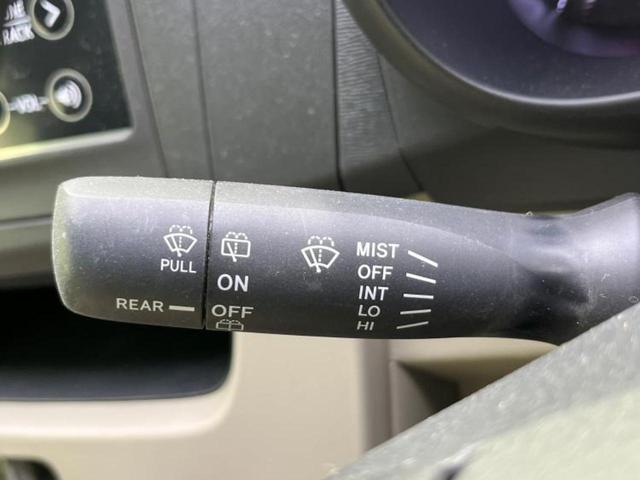 VOL
PULL
REAR
ON
OFF
MIST
OFF
INT
LO
HI